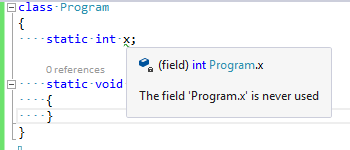 class Program
{
static int x;
(field) int Program.x
The field 'Program.x' is never used
0 references
static void
{
}
}